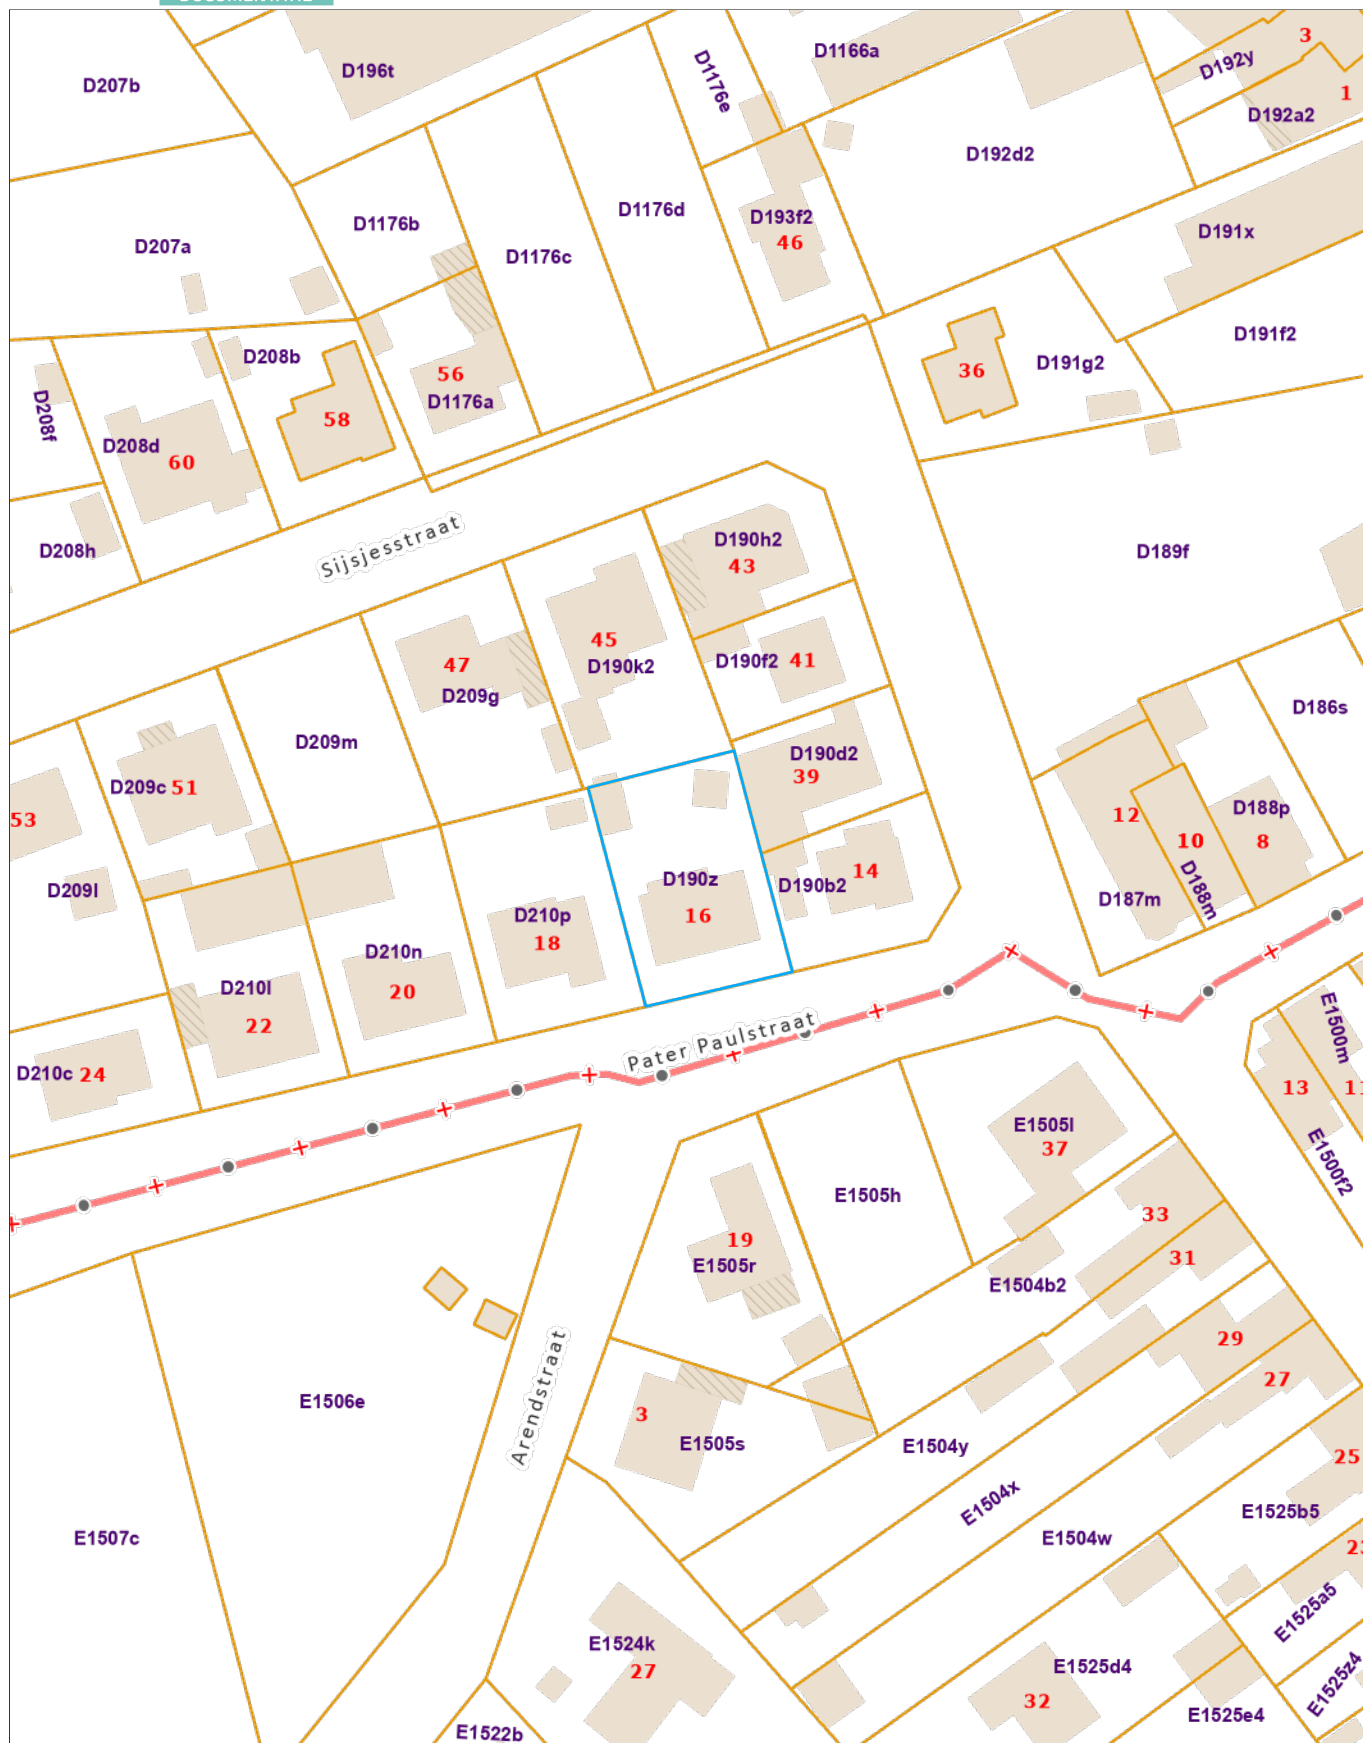 3
D1166a
D192y
D196t
D1176e
D207b
1
D192a2
D192d2
D1176d
D193f2
D1176b
D191x
46
D207a
D1176c
D191f2
D208b
D191g2
36
56
D1176a
D208f
58
D208d
60
Sijsjesstraat
D190h2
D208h
D189f
43
45
D190f2
41
47
D190k2
D209g
D186s
D209m
D190d2
39
D209c
51
D188p
12
53
10
8
14
D190z
D190b2
D209l
D188m
D187m
16
D210p
18
D210n
D210l
20
22
E1500m
Pater Paulstraat
D210c
24
13
E1505l
37
E1500f2
E1505h
33
19
31
E1505r
E1504b2
29
27
Arendstraat
E1506e
3
E1505s
E1504y
25
E1504x
E1525b5
E1507c
E1504w
E1525a5
E1524k
27
E1525d4
E1525z4
32
E1525e4
E1522b